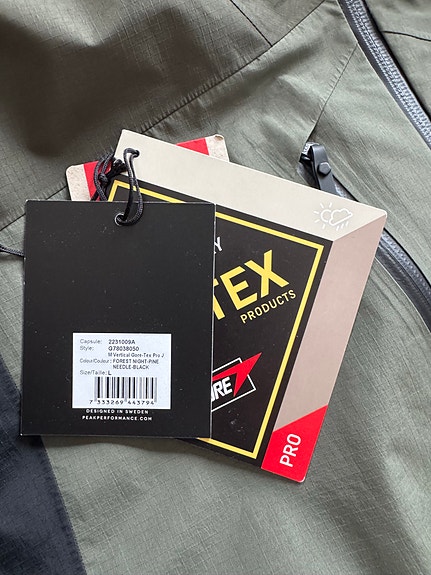 TEX
PRODUCTS
PRO
Capsule: 2231009A
Style: G78038050
M Vertical Gore-Tex Pro J
Colour/Couleur: FOREST NIGHT-PINE
NEEDLE-BLACK
Size/Taille: L
7 333269 443794
DESIGNED IN SWEDEN
PEAKPERFORMANCE.COM